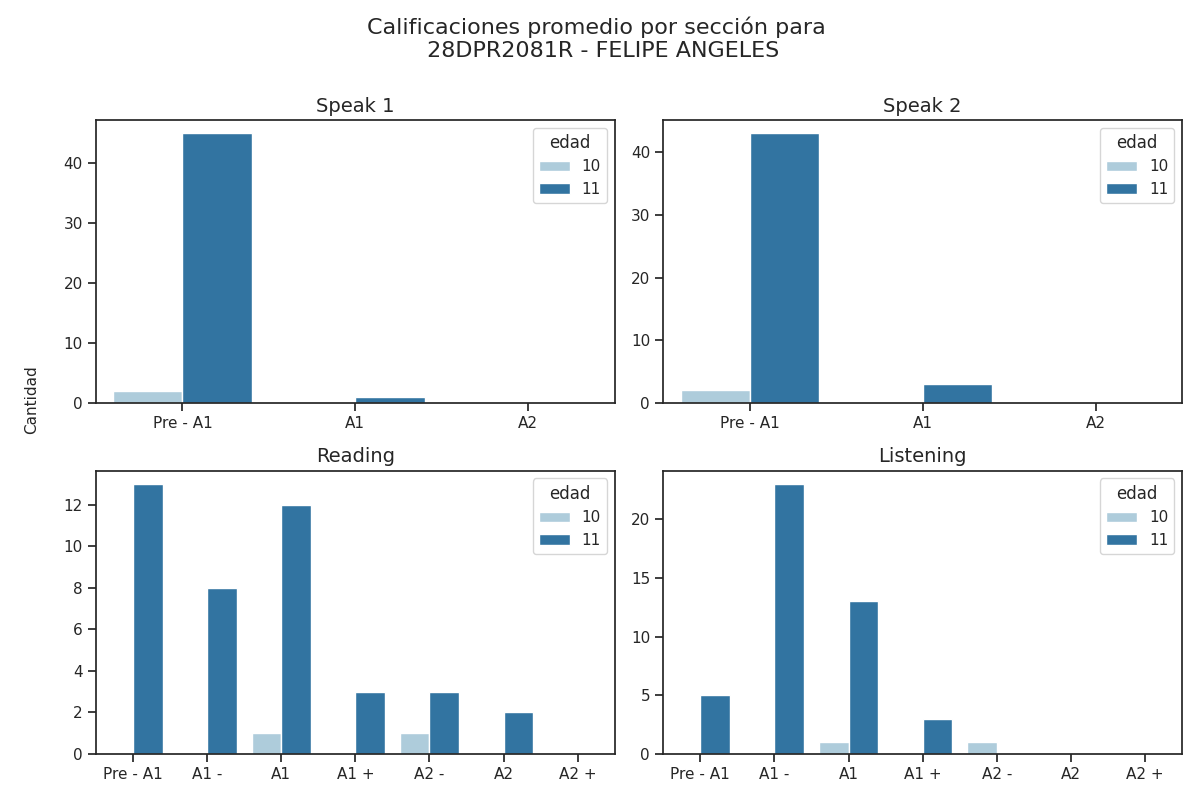 Calificaciones promedio por sección para
28DPR2081R - FELIPE ANGELES
Speak 1
edad
10
11
40
30
20
10
0
Pre - A1
A1
A2
Speak 2
edad
10
11
40
30
20
10
0
Pre - A1
A1
A2
Cantidad
Reading
edad
10
11
12
10
8
6
4
2
0
Pre - A1
A1 -
A1
A1 +
A2 -
A2
A2 +
Listening
edad
10
11
20
15
10
5
0
Pre - A1
A1 -
A1
A1 +
A2 -
A2
A2 +